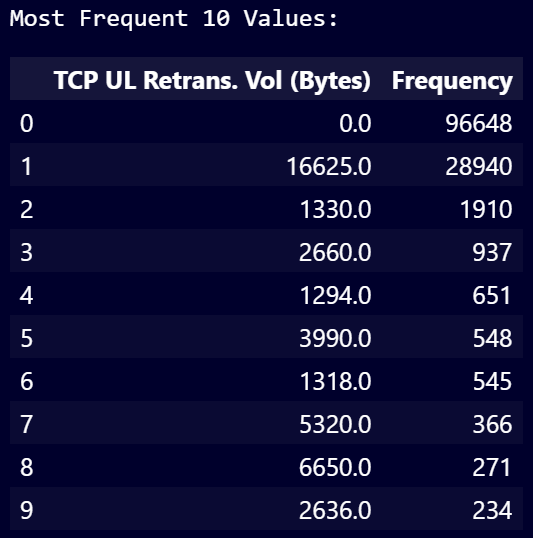 Most Frequent 10 Values:
TCP UL Retrans. Vol (Bytes) Frequency
0 0.0 96648
1 16625.0 28940
2 1330.0 1910
3 2660.0 937
4 1294.0 651
5 3990.0 548
6 1318.0 545
7 5320.0 366
8 6650.0 271
9 2636.0 234